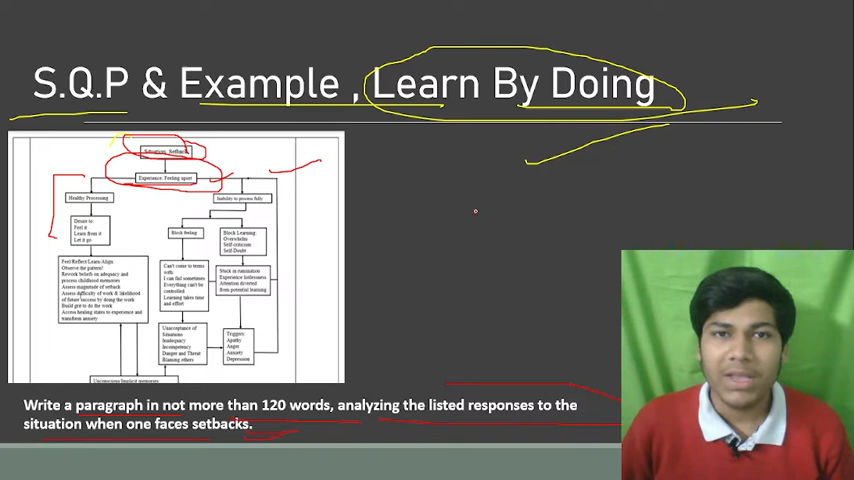 S.Q.P & Example , Learn By Doing
Situation Setback
Experience Feeling upset
Healthy Processing
Inability to process fully
Desire to:
Feel it
Learn from it
Let it go
Block feeling
Block Learning:
Overwhelm
Self-criticism
Self-Doubt
Feel/Reflect/Learn/Align:
Observe the pattern/
Rework beliefs on adequacy and
process childhood memories
Assess magnitude of setback
Assess difficulty of work & likelihood
of future success by doing the work
Build grit to do the work
Access healing states to experience and
transform anxiety
Can't come to terms
with:
I can fail sometimes
Everything can't be
controlled
Learning takes time
and effort
Stuck in rumination
Experience listlessness
Attention diverted
from potential learning
Unacceptance of
Situations
Inadequacy
Incompetency
Danger and Threat
Blaming others
Triggers:
Apathy
Anger
Anxiety
Depression
Unconscious Implicit memories:
Write a paragraph in not more than 120 words, analyzing the listed responses to the
situation when one faces setbacks.